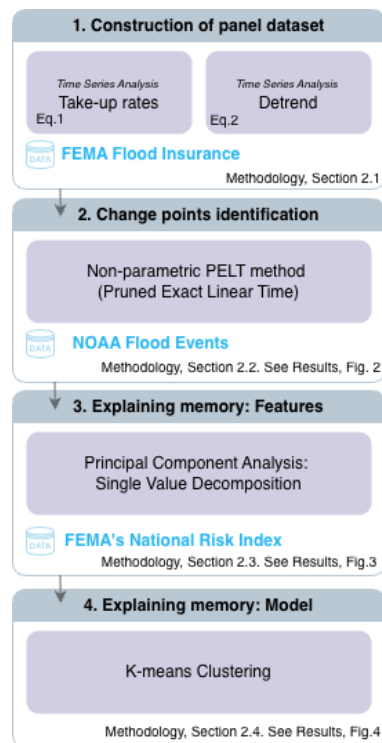 1. Construction of panel dataset
Time Series Analysis
Take-up rates
Eq.1
Time Series Analysis
Detrend
Eq.2
DATA
FEMA Flood Insurance
Methodology, Section 2.1
2. Change points identification
Non-parametric PELT method
(Pruned Exact Linear Time)
DATA
NOAA Flood Events
Methodology, Section 2.2. See Results, Fig. 2
3. Explaining memory: Features
Principal Component Analysis:
Single Value Decomposition
DATA
FEMA's National Risk Index
Methodology, Section 2.3. See Results, Fig.3
4. Explaining memory: Model
K-means Clustering
Methodology, Section 2.4. See Results, Fig.4